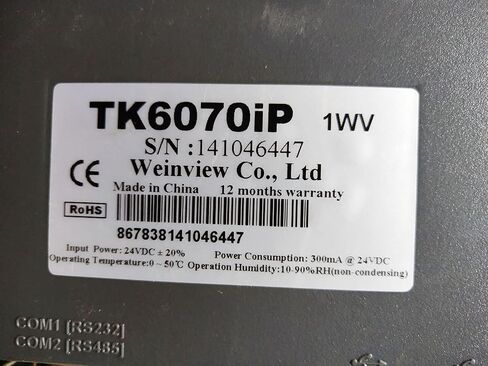 TK6070iP 1WV
S/N :141046447
Weinview Co., Ltd
CE
Made in China 12 months warranty
RoHS
867838141046447
Input Power: 24VDC ± 20% Power Consumption: 300mA @ 24VDC
Operating Temperature:0~50℃ Operation Humidity:10-90%RH(non-condensing)
COM1 [RS232]
COM2 [RS485]